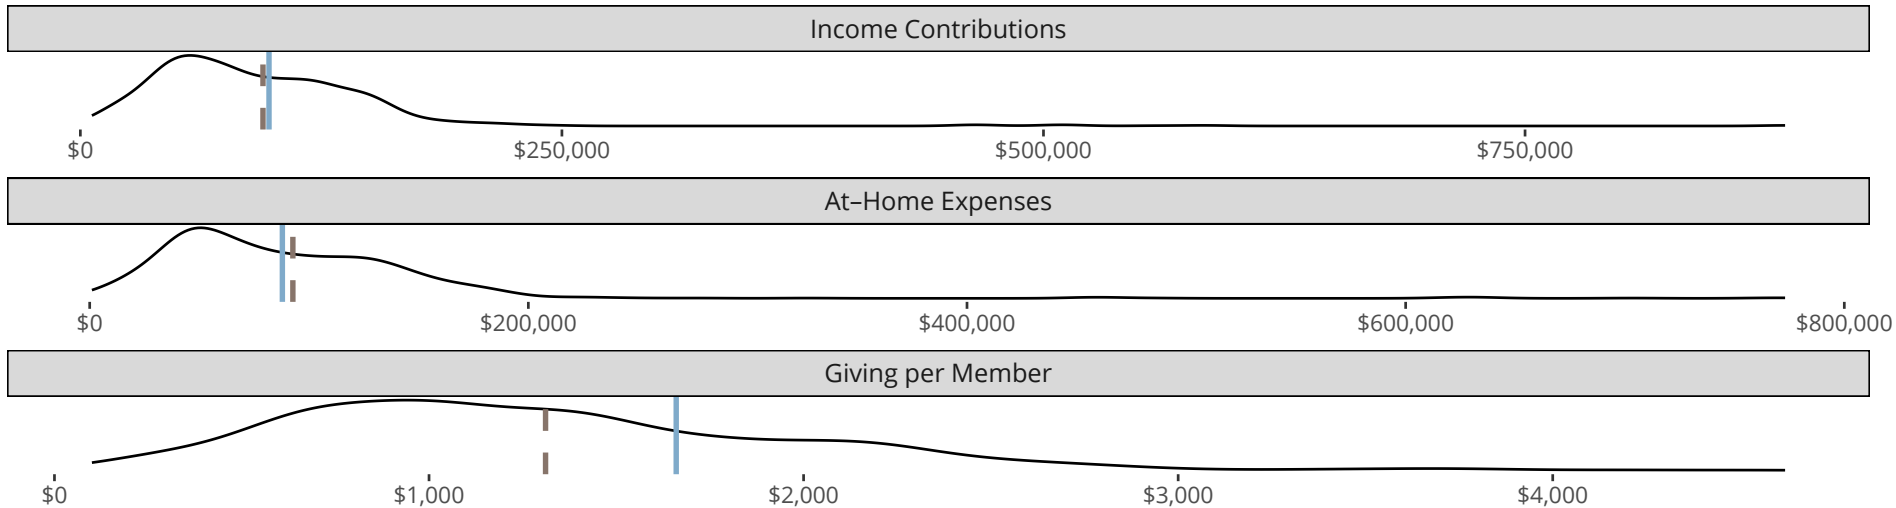 Income Contributions
$0 $250,000 $500,000 $750,000
At–Home Expenses
$0 $200,000 $400,000 $600,000 $800,000
Giving per Member
$0 $1,000 $2,000 $3,000 $4,000